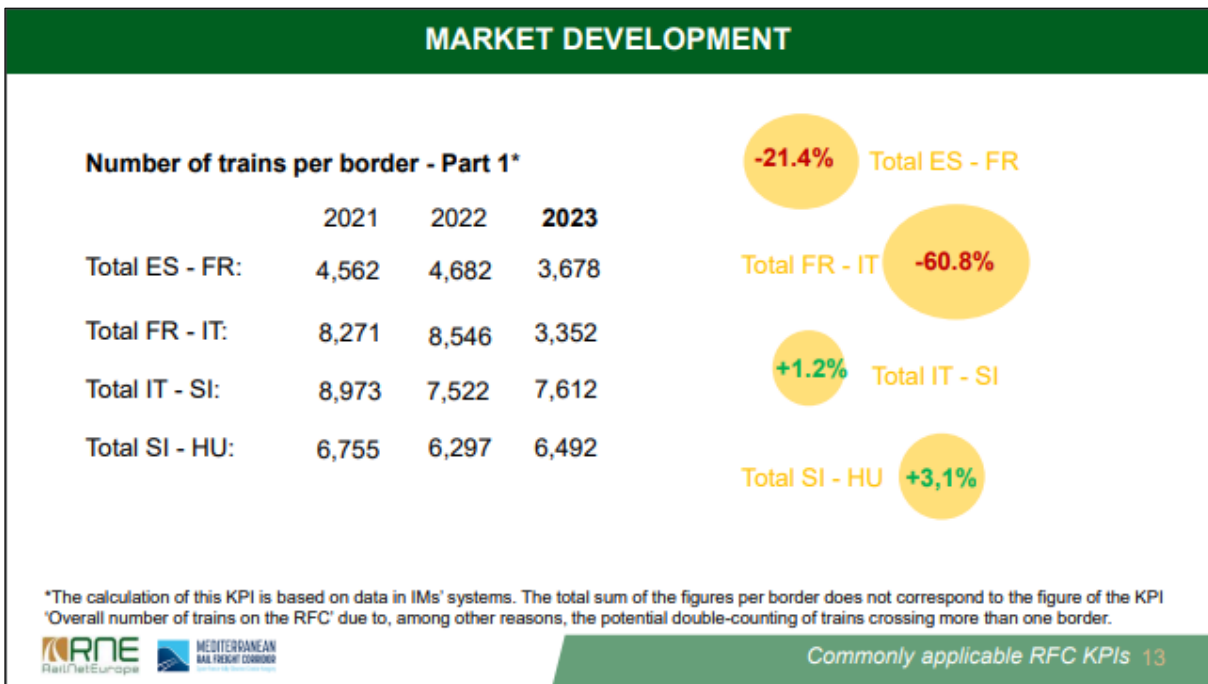 MARKET DEVELOPMENT
Number of trains per border - Part 1*
2021 2022 2023
Total ES - FR: 4,562 4,682 3,678
Total FR - IT: 8,271 8,546 3,352
Total IT - SI: 8,973 7,522 7,612
Total SI - HU: 6,755 6,297 6,492
-21.4% Total ES - FR
Total FR - IT -60.8%
+1.2% Total IT - SI
Total SI - HU +3,1%
*The calculation of this KPI is based on data in IMs' systems. The total sum of the figures per border does not correspond to the figure of the KPI
'Overall number of trains on the RFC' due to, among other reasons, the potential double-counting of trains crossing more than one border.
RNE
RailNetEurope
MEDITERRANEAN
RAIL FREIGHT CORRIDOR
Commonly applicable RFC KPIs 13